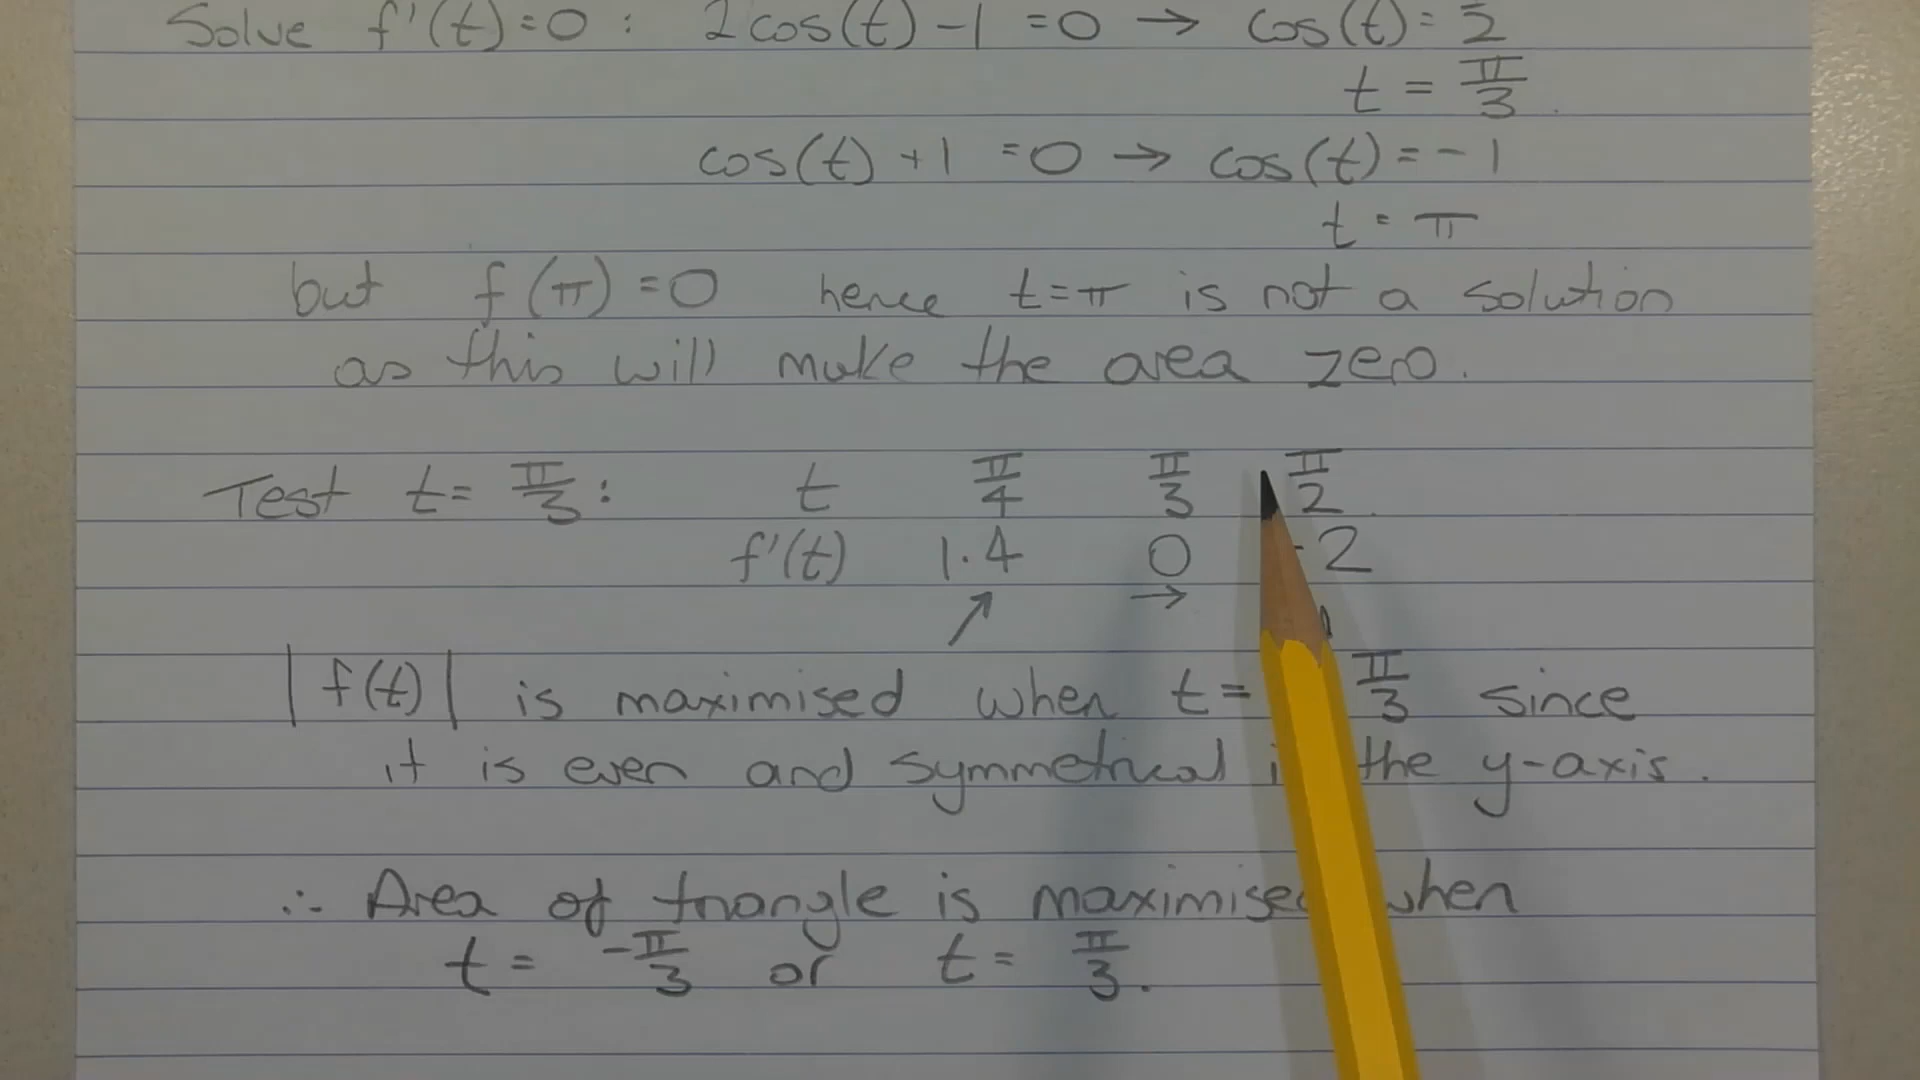 Solve f'(t)=0 : 2cos(t)-1 =0 → cos(t)= 2
t = π/3
cos(t) +1 =0 → cos(t)=-1
t = π
but f(π)=0 hence t=π is not a solution
as this will make the area zero.
Test t= π/3: t π/4 π/3 π/2
f'(t) 1.4 0 -2
↗ →
|f(t)| is maximised when t= π/3 since
it is even and symmetrical the y-axis.
∴ Area of triangle is maximised when
t = -π/3 or t = π/3.